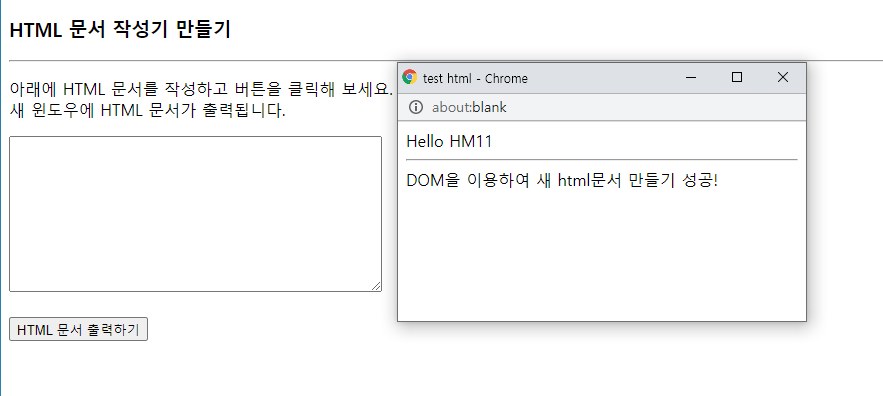 HTML 문서 작성기 만들기
아래에 HTML 문서를 작성하고 버튼을 클릭해 보세요.
새 윈도우에 HTML 문서가 출력됩니다.
HTML 문서 출력하기
test html - Chrome
about:blank
Hello HM11
DOM을 이용하여 새 html문서 만들기 성공!